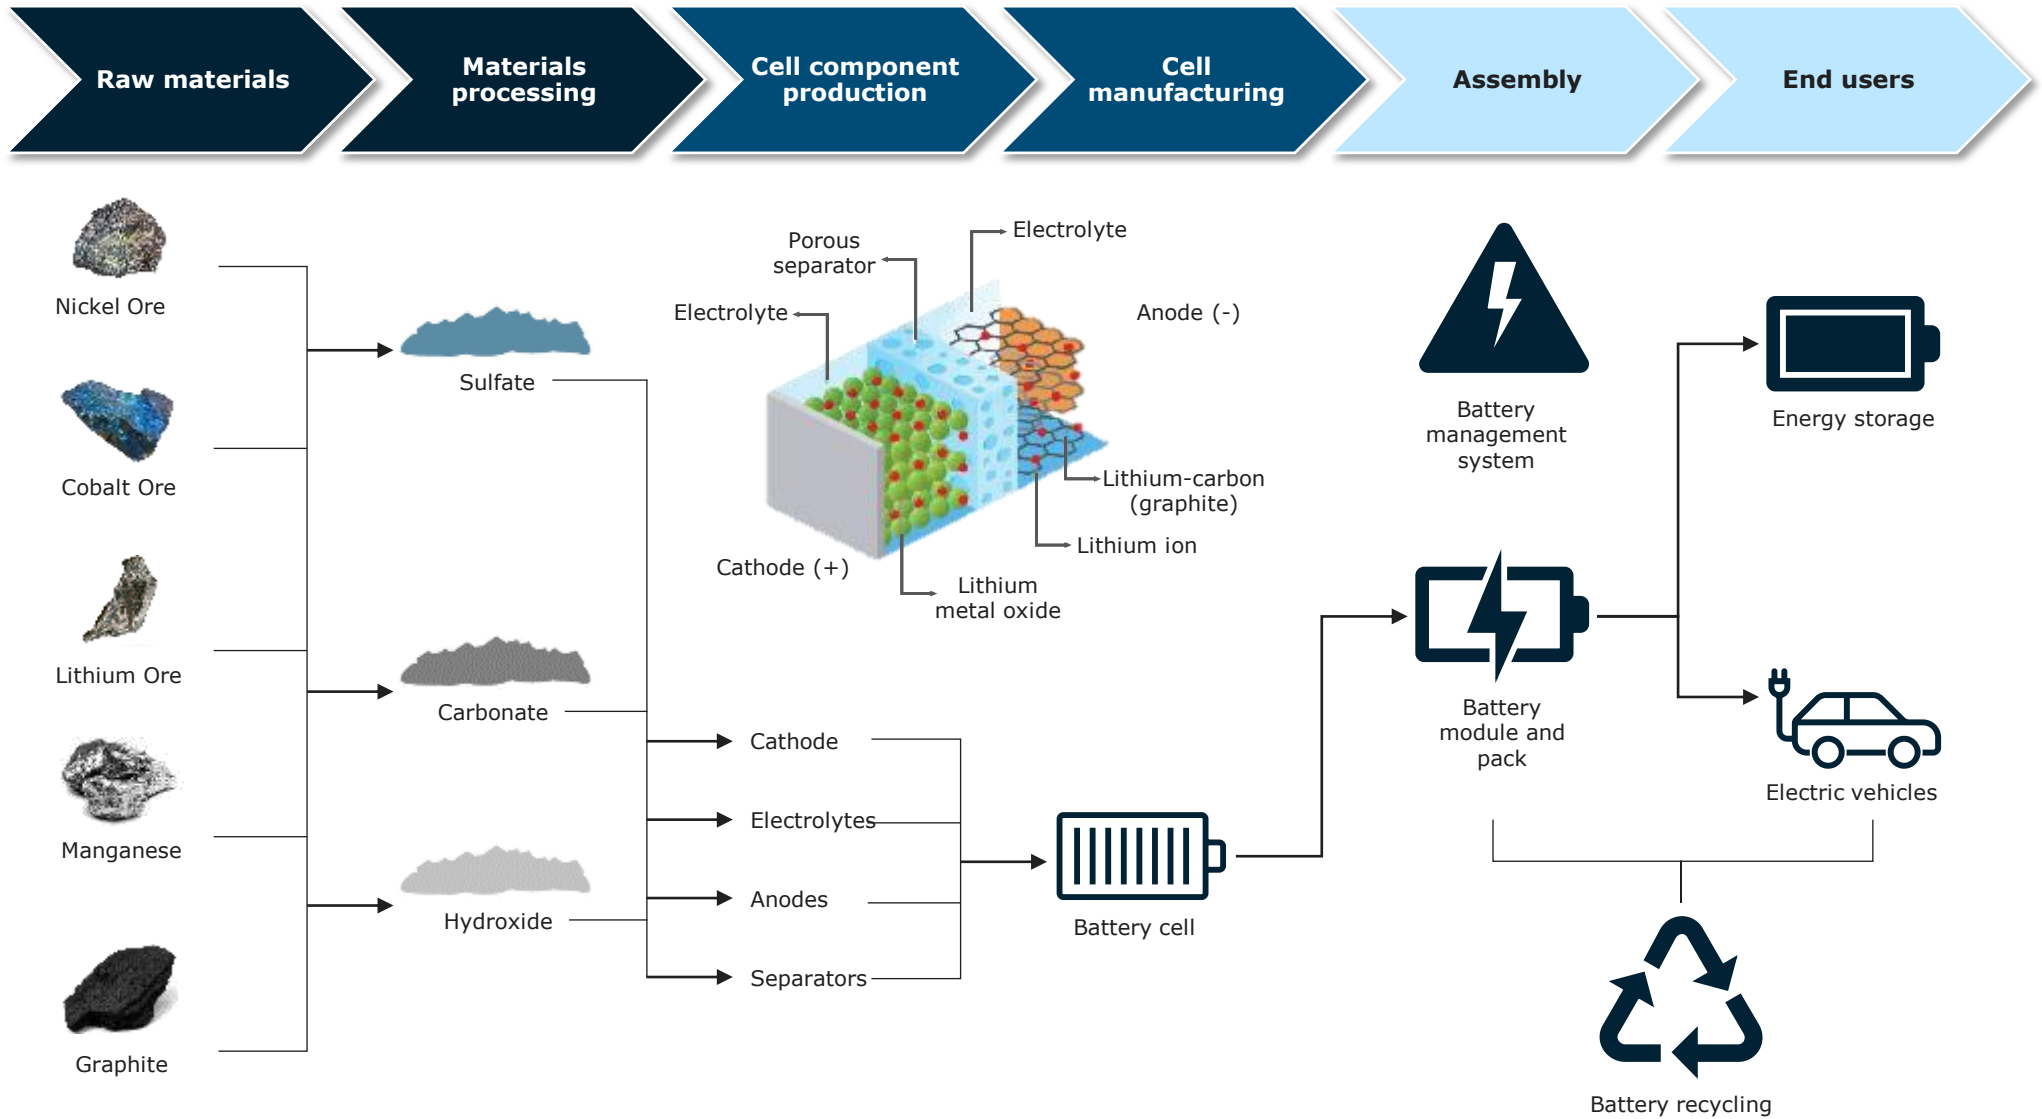 Raw materials
Materials
processing
Cell component
production
Cell
manufacturing
Assembly
End users
Nickel Ore
Cobalt Ore
Lithium Ore
Manganese
Graphite
Sulfate
Carbonate
Hydroxide
Electrolyte
Porous
separator
Electrolyte
Anode (-)
Lithium-carbon
(graphite)
Lithium ion
Lithium
metal oxide
Cathode (+)
Cathode
Electrolytes
Anodes
Separators
Battery cell
Battery
management
system
Battery
module and
pack
Energy storage
Electric vehicles
Battery recycling